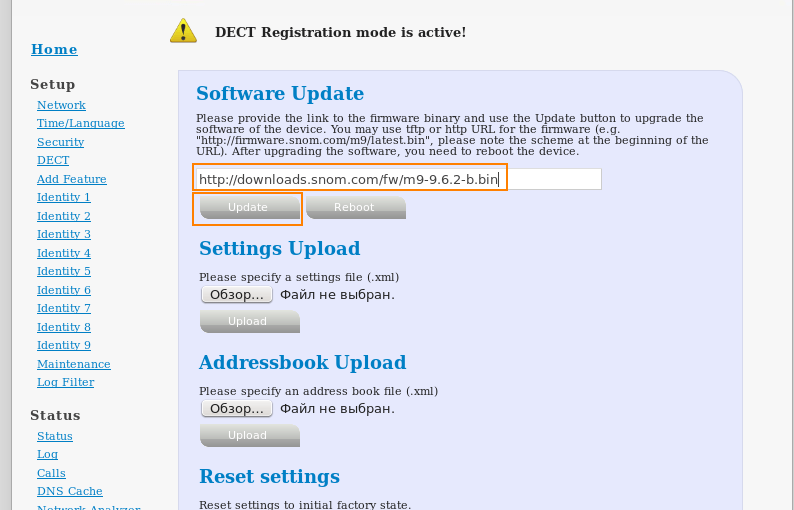 DECT Registration mode is active!
Home
Setup
Network
Time/Language
Security
DECT
Add Feature
Identity 1
Identity 2
Identity 3
Identity 4
Identity 5
Identity 6
Identity 7
Identity 8
Identity 9
Maintenance
Log Filter
Status
Status
Log
Calls
DNS Cache
Network Analyzer
Software Update
Please provide the link to the firmware binary and use the Update button to upgrade the
software of the device. You may use tftp or http URL for the firmware (e.g.
"http://firmware.snom.com/m9/latest.bin", please note the scheme at the beginning of the
URL). After upgrading the software, you need to reboot the device.
http://downloads.snom.com/fw/m9-9.6.2-b.bin
Update Reboot
Settings Upload
Please specify a settings file (.xml)
Обзор... Файл не выбран.
Upload
Addressbook Upload
Please specify an address book file (.xml)
Обзор... Файл не выбран.
Upload
Reset settings
Reset settings to initial factory state.